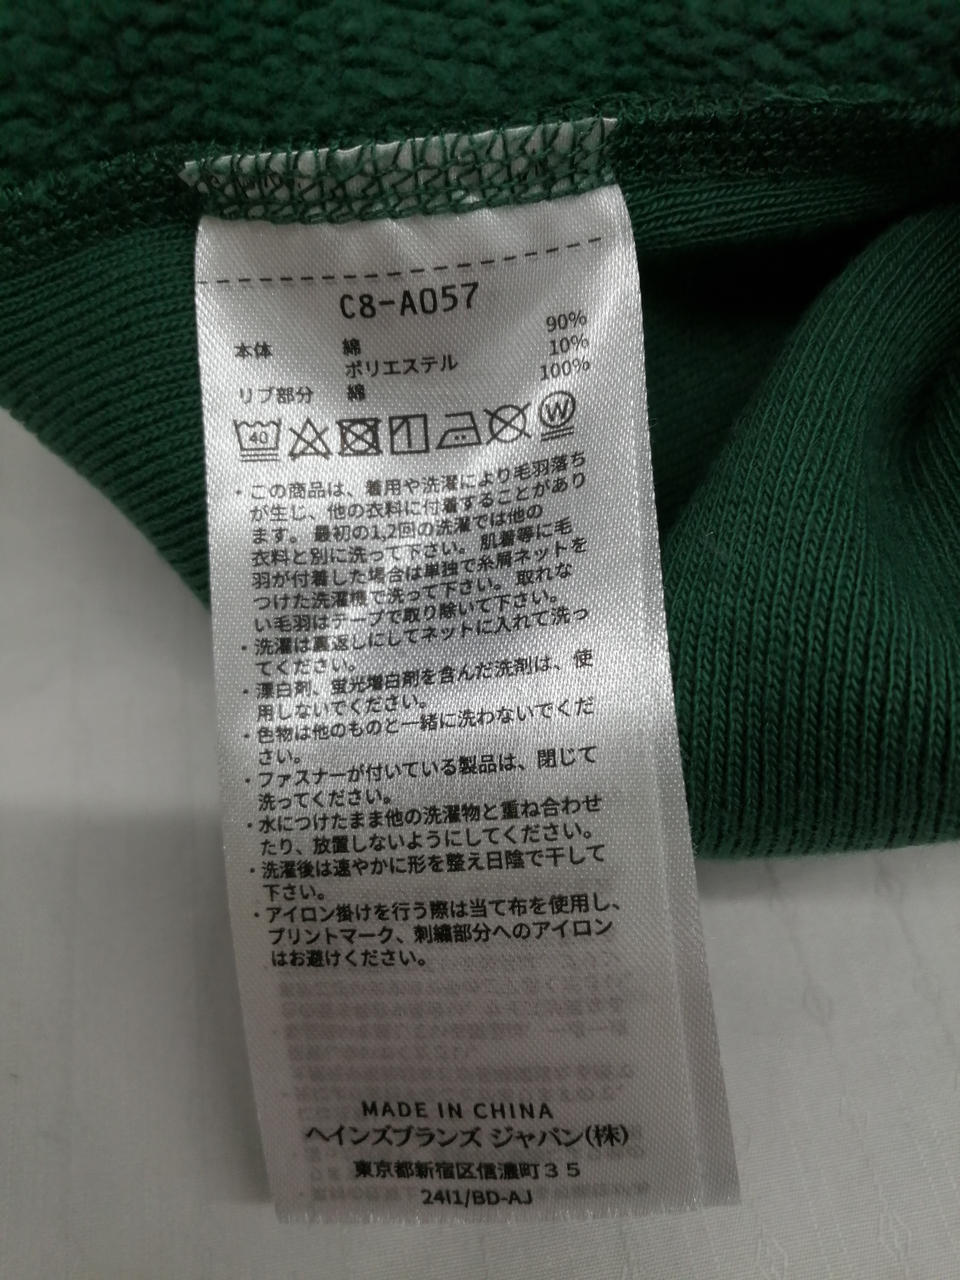 C8-A057
本体 綿 90%
ポリエステル 10%
リブ部分 綿 100%
40
W
・この商品は、着用や洗濯により毛羽落ち
が生じ、他の衣料に付着することがあり
ます。最初の1,2回の洗濯では他の
衣料と別に洗って下さい。肌着等に毛
羽が付着した場合は単独で糸屑ネットを
つけた洗濯機で洗って下さい。取れな
い毛羽はテープで取り除いて下さい。
・洗濯は裏返しにしてネットに入れて洗っ
てください。
・漂白剤、蛍光増白剤を含んだ洗剤は、使
用しないでください。
・色物は他のものと一緒に洗わないでくだ
さい。
・ファスナーが付いている製品は、閉じて
洗ってください。
・水につけたまま他の洗濯物と重ね合わせ
たり、放置しないようにしてください。
・洗濯後は速やかに形を整え日陰で干して
下さい。
・アイロン掛けを行う際は当て布を使用し、
プリントマーク、刺繍部分へのアイロン
はお避けください。
MADE IN CHINA
ヘインズブランズ ジャパン(株)
東京都新宿区信濃町35
24I1/BD-AJ